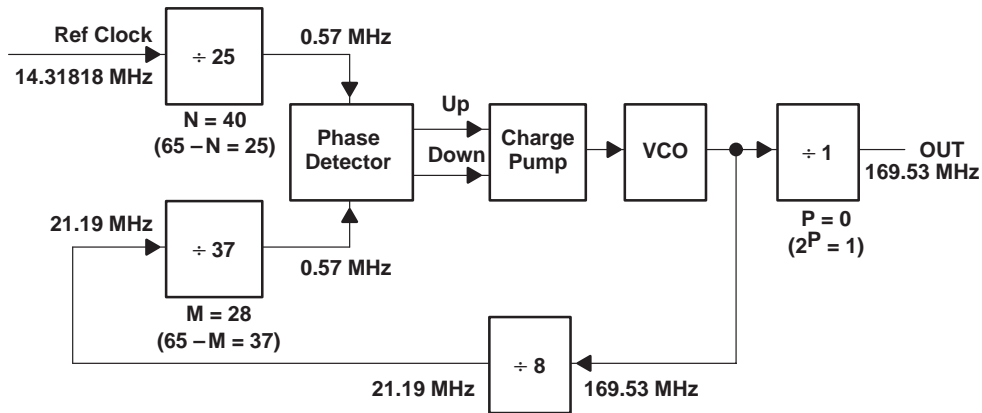 Ref Clock
14.31818 MHz
÷ 25
N = 40
(65 – N = 25)
0.57 MHz
Phase
Detector
Up
Down
Charge
Pump
VCO
÷ 1
P = 0
(2^P = 1)
OUT
169.53 MHz
21.19 MHz
÷ 37
M = 28
(65 – M = 37)
0.57 MHz
÷ 8
21.19 MHz
169.53 MHz